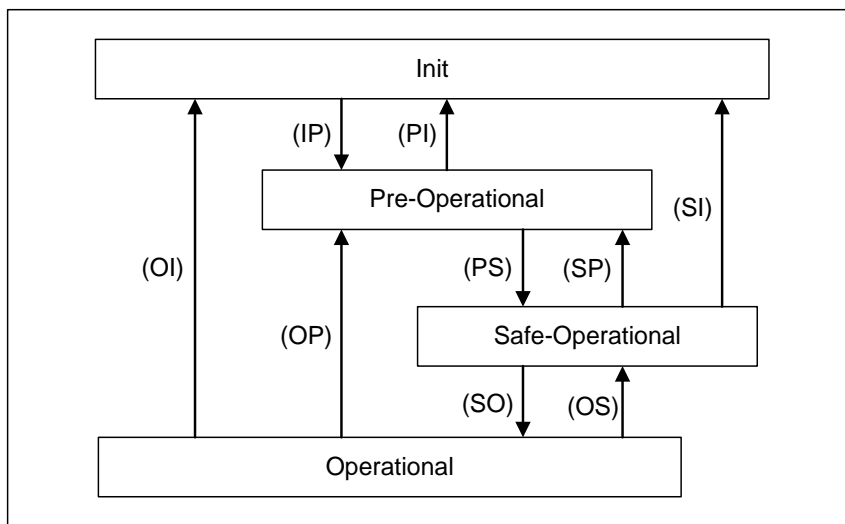 Init
(IP)
(PI)
Pre-Operational
(SI)
(OI)
(PS)
(SP)
(OP)
Safe-Operational
(SO)
(OS)
Operational